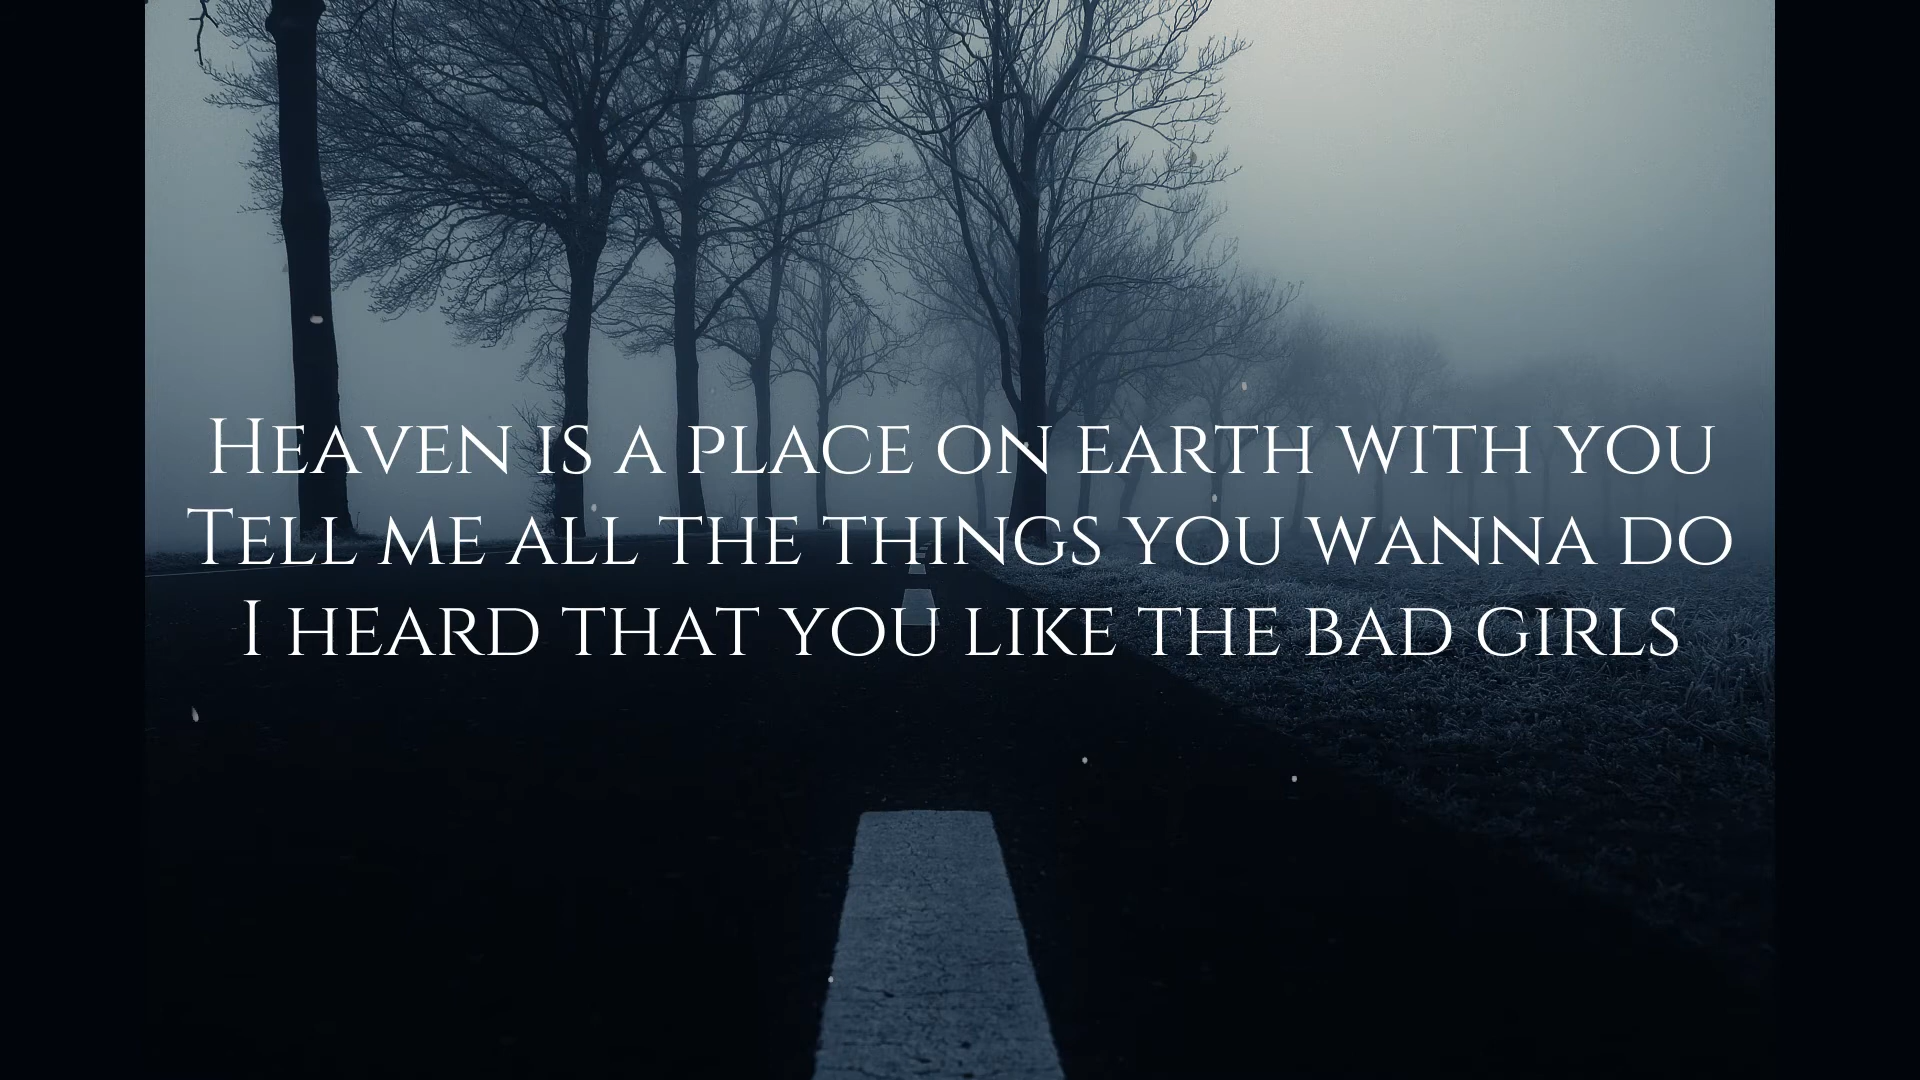 Heaven is a place on earth with you
Tell me all the things you wanna do
I heard that you like the bad girls